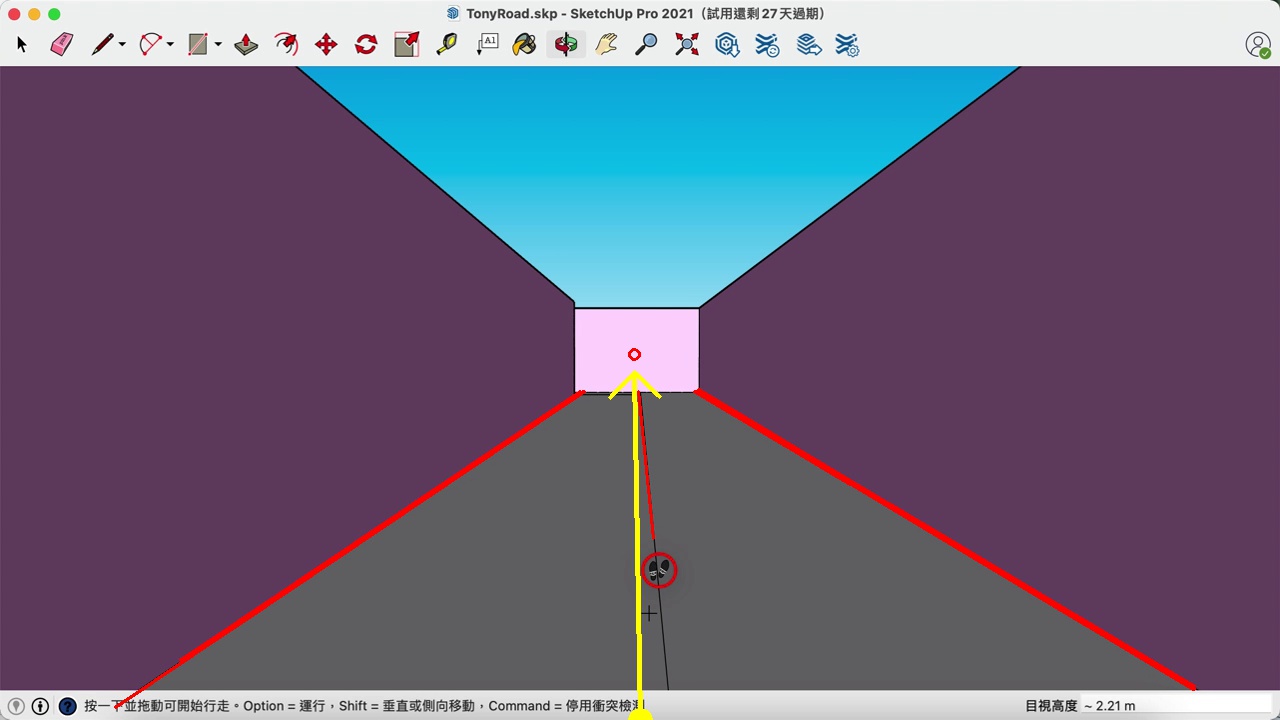 TonyRoad.skp - SketchUp Pro 2021（試用還剩 27 天過期）
A1
按一下並拖動可開始行走。Option = 運行，Shift = 垂直或側向移動，Command = 停用衝突檢測
目視高度 ~ 2.21 m